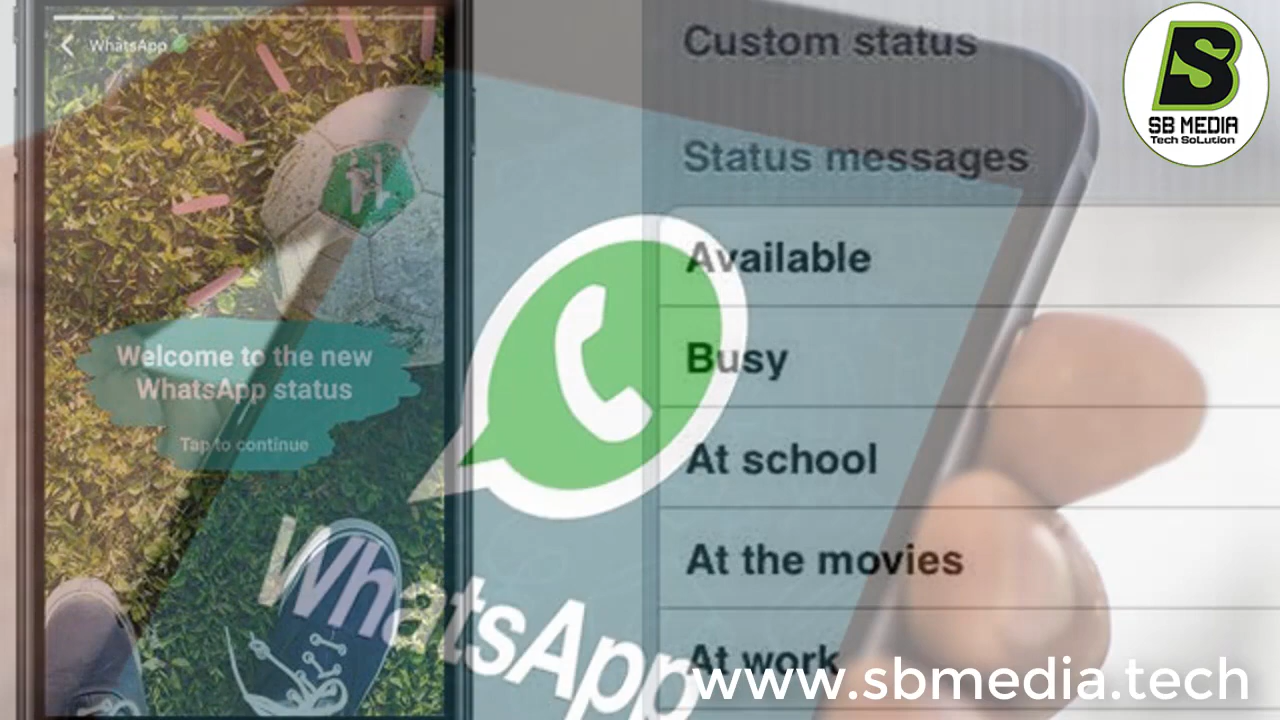 WhatsApp
Welcome to the new
WhatsApp status
Tap to continue
WhatsApp
Custom status
Status messages
Available
Busy
At school
At the movies
At work
SB MEDIA
Tech SoLution
www.sbmedia.tech